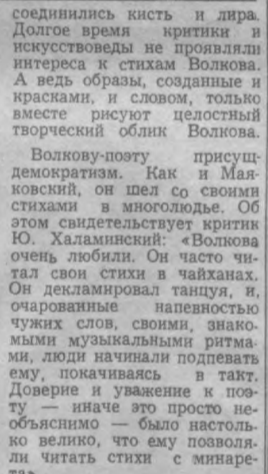 соединились кисть и лира.
Долгое время критики и
искусствоведы не проявляли
интереса к стихам Волкова.
А ведь образы, созданные и
красками, и словом, только
вместе рисуют целостный
творческий облик Волкова.
Волкову-поэту присущ
демократизм. Как и Мая-
ковский, он шел со своими
стихами в многолюдье. Об
этом свидетельствует критик
Ю. Халаминский: «Волкова
очень любили. Он часто чи-
тал свои стихи в чайханах.
Он декламировал танцуя, и,
очарованные напевностью
чужих слов, своими, знако-
мыми музыкальными ритма-
ми, люди начинали подпевать
ему, покачиваясь в такт.
Доверие и уважение к поэ-
ту — иначе это просто не-
объяснимо — было настоль-
ко велико, что ему позволя-
ли читать стихи с минаре-